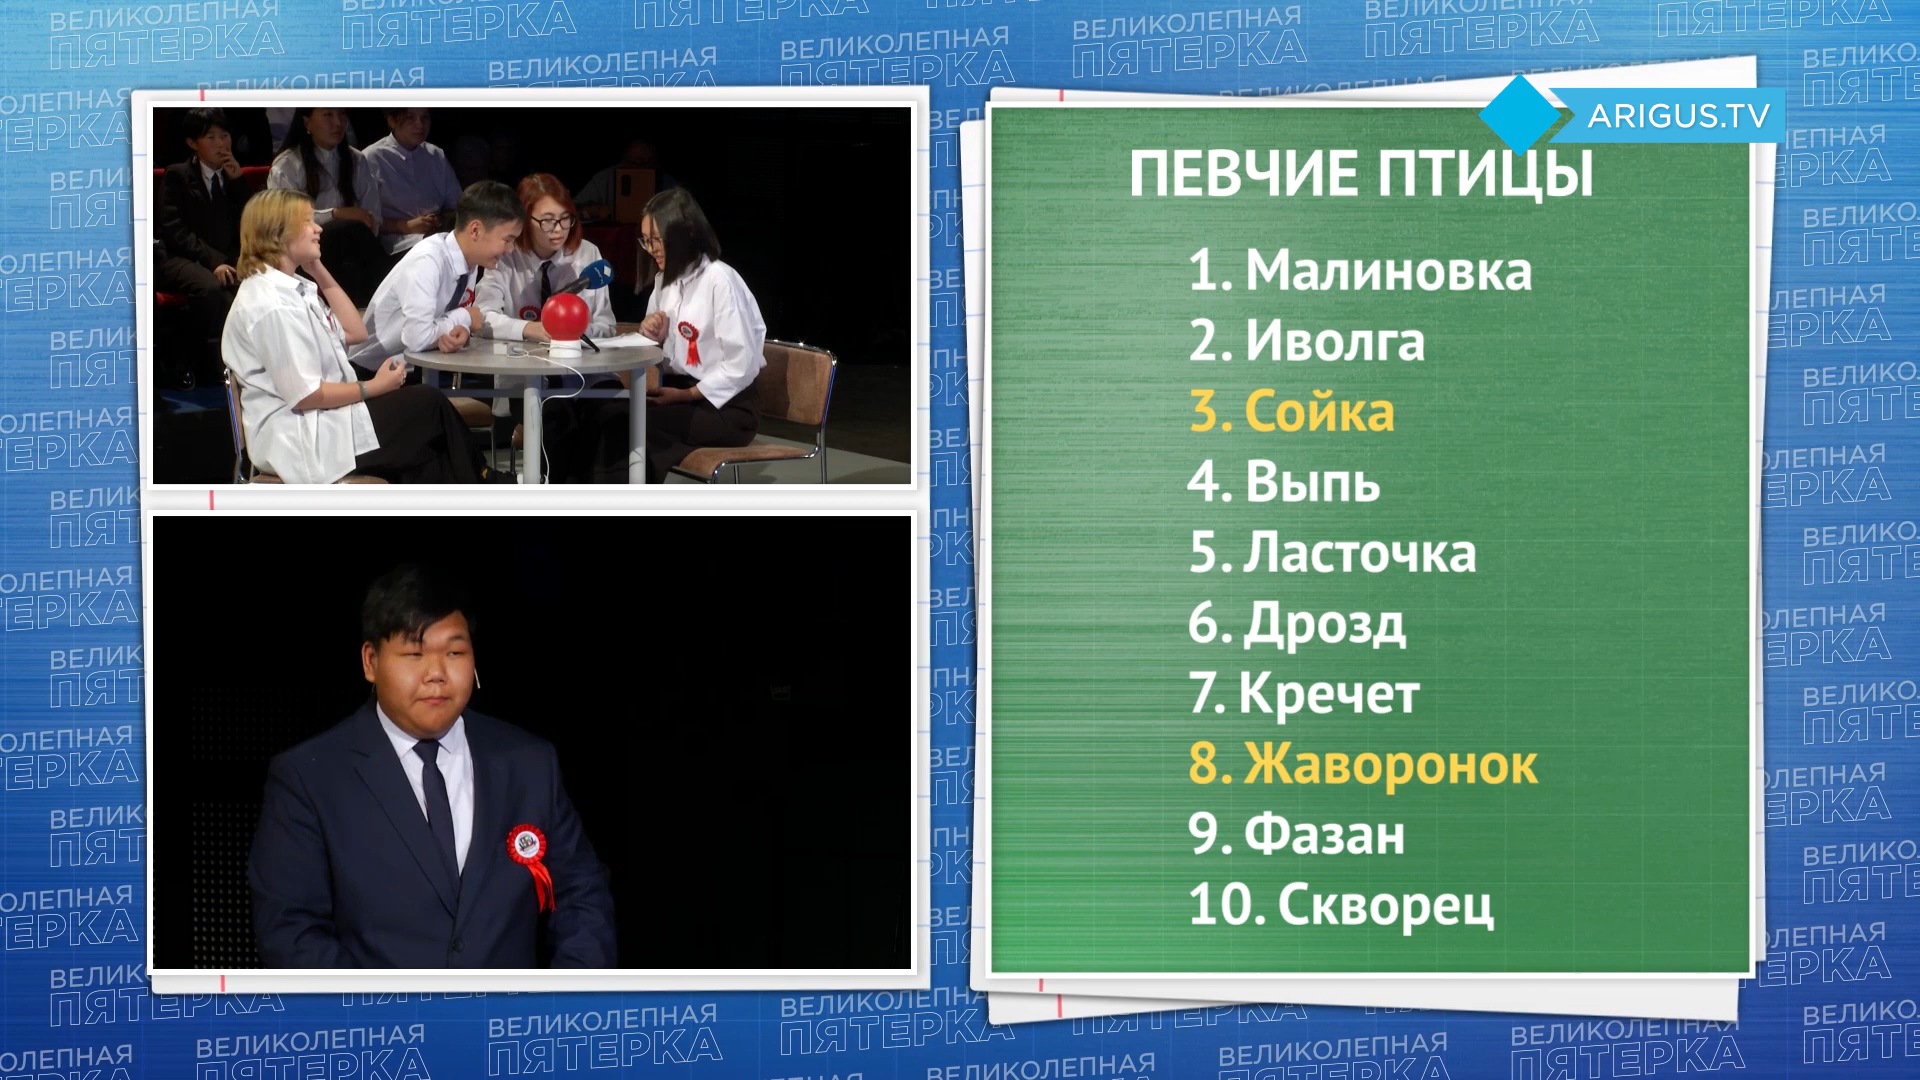 ВЕЛИКОЛЕПНАЯ
ПЯТЕРКА
ARIGUS.TV
ПЕВЧИЕ ПТИЦЫ
1. Малиновка
2. Иволга
3. Сойка
4. Выпь
5. Ласточка
6. Дрозд
7. Кречет
8. Жаворонок
9. Фазан
10. Скворец